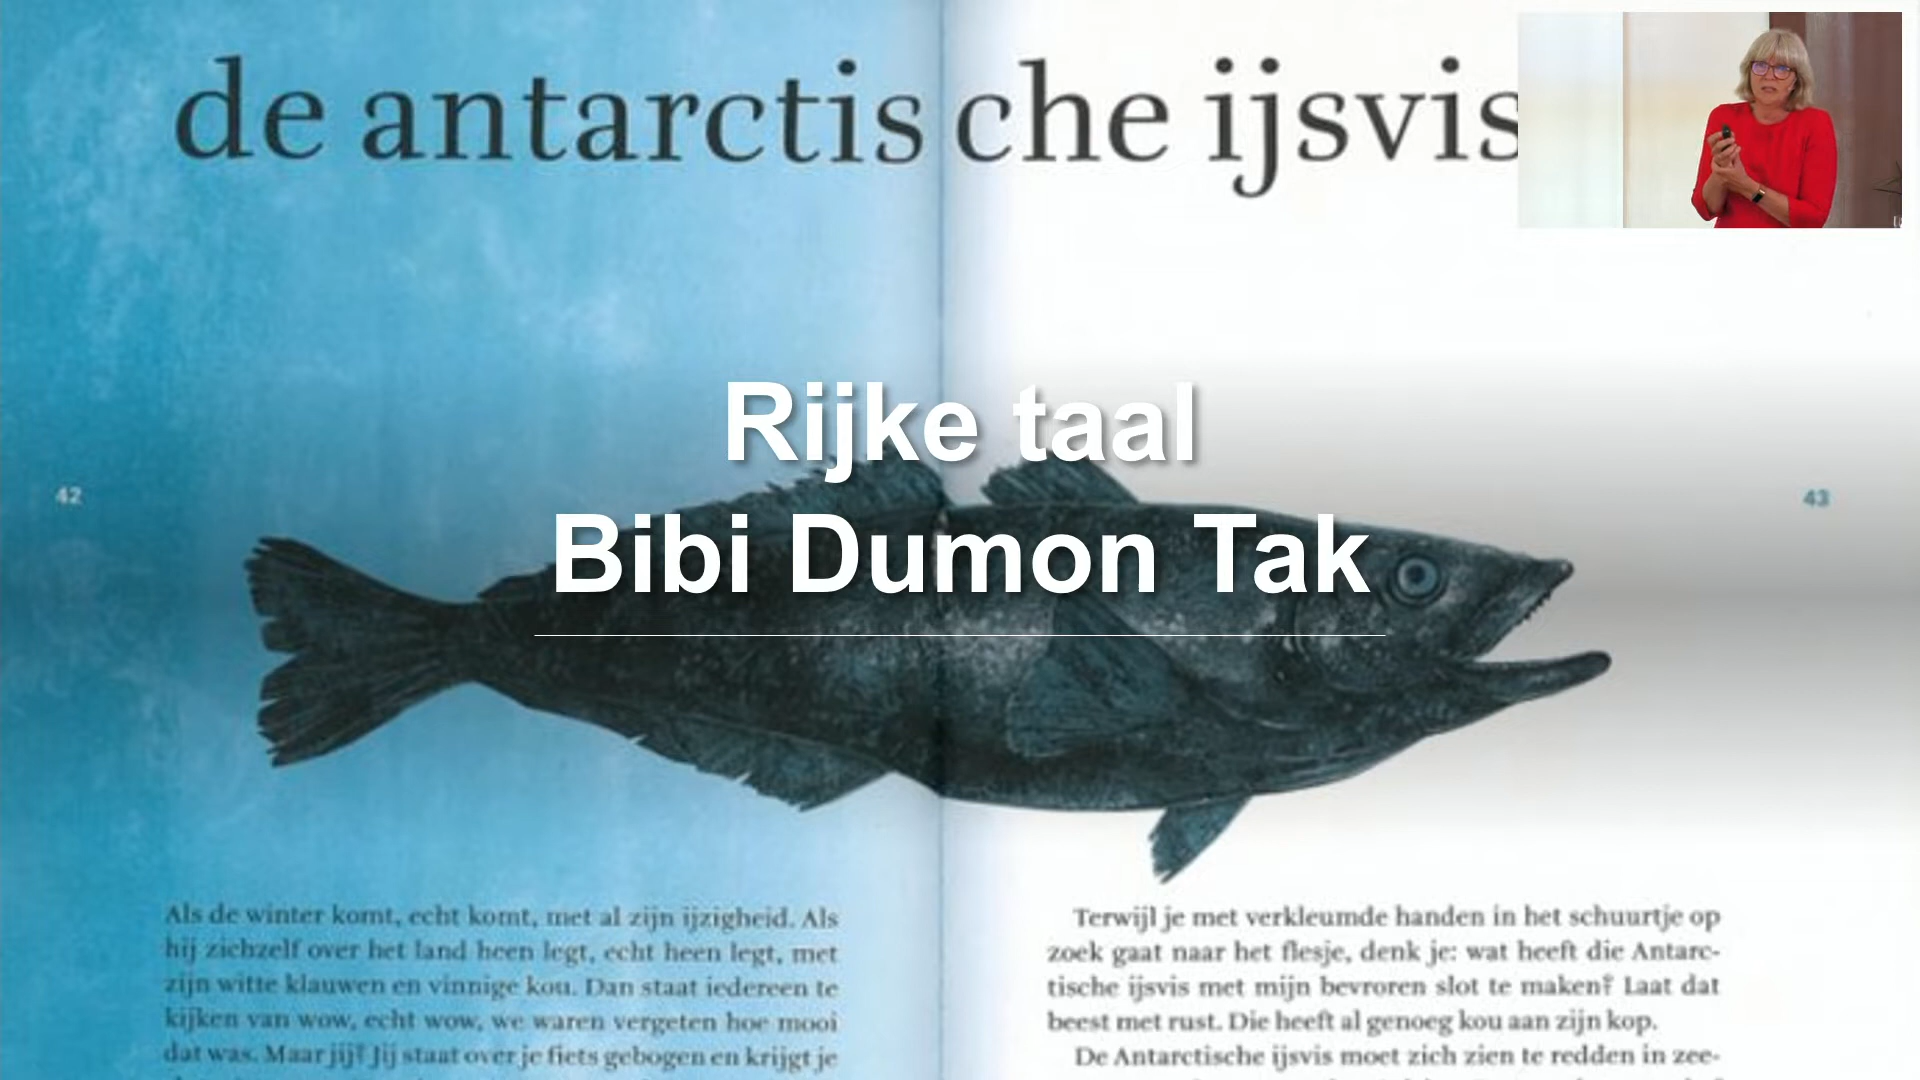 de antarctische ijsvis
Rijke taal
Bibi Dumon Tak
42
43
Als de winter komt, echt komt, met al zijn ijzigheid. Als
hij zichzelf over het land heen legt, echt heen legt, met
zijn witte klauwen en vinnige kou. Dan staat iedereen te
kijken van wow, echt wow, we waren vergeten hoe mooi
dat was. Maar jij? Jij staat over je fiets gebogen en krijgt je
Terwijl je met verkleumde handen in het schuurtje op
zoek gaat naar het flesje, denk je: wat heeft die Antarc-
tische ijsvis met mijn bevroren slot te maken? Laat dat
beest met rust. Die heeft al genoeg kou aan zijn kop.
De Antarctische ijsvis moet zich zien te redden in zee-